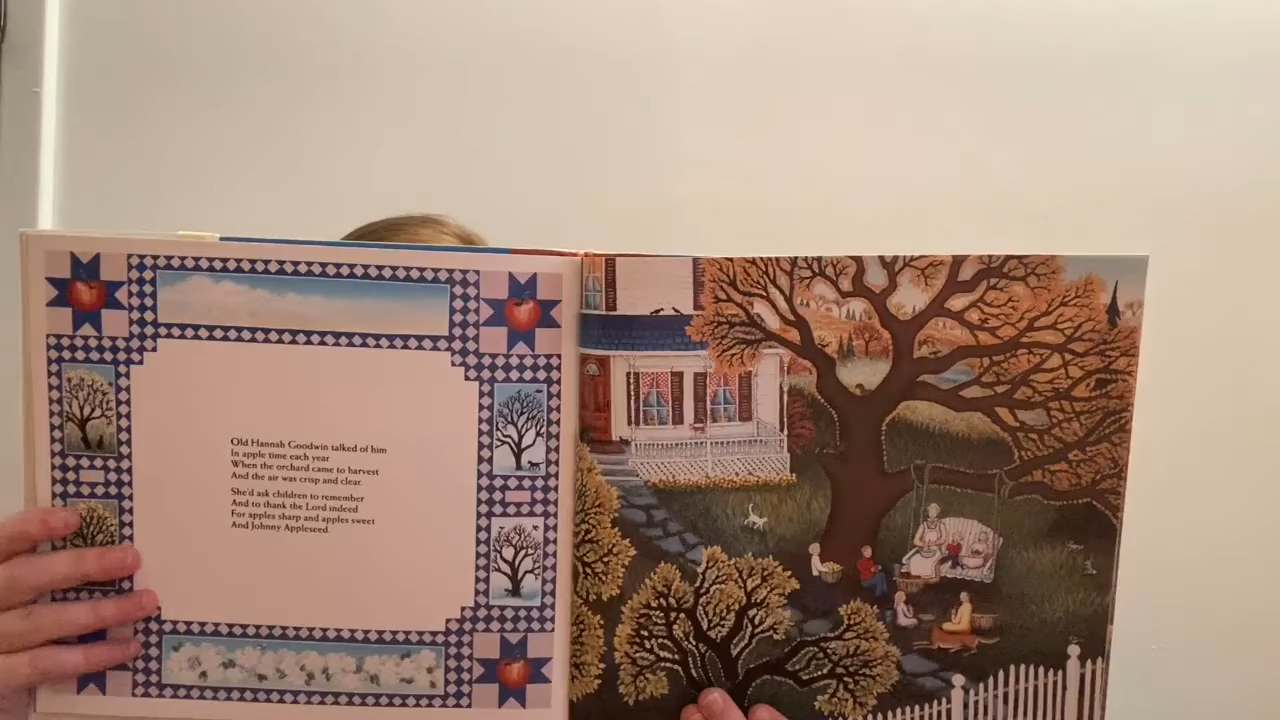 Old Hannah Goodwin talked of him
In apple time each year
When the orchard came to harvest
And the air was crisp and clear.
She'd ask children to remember
And to thank the Lord indeed
For apples sharp and apples sweet
And Johnny Appleseed.